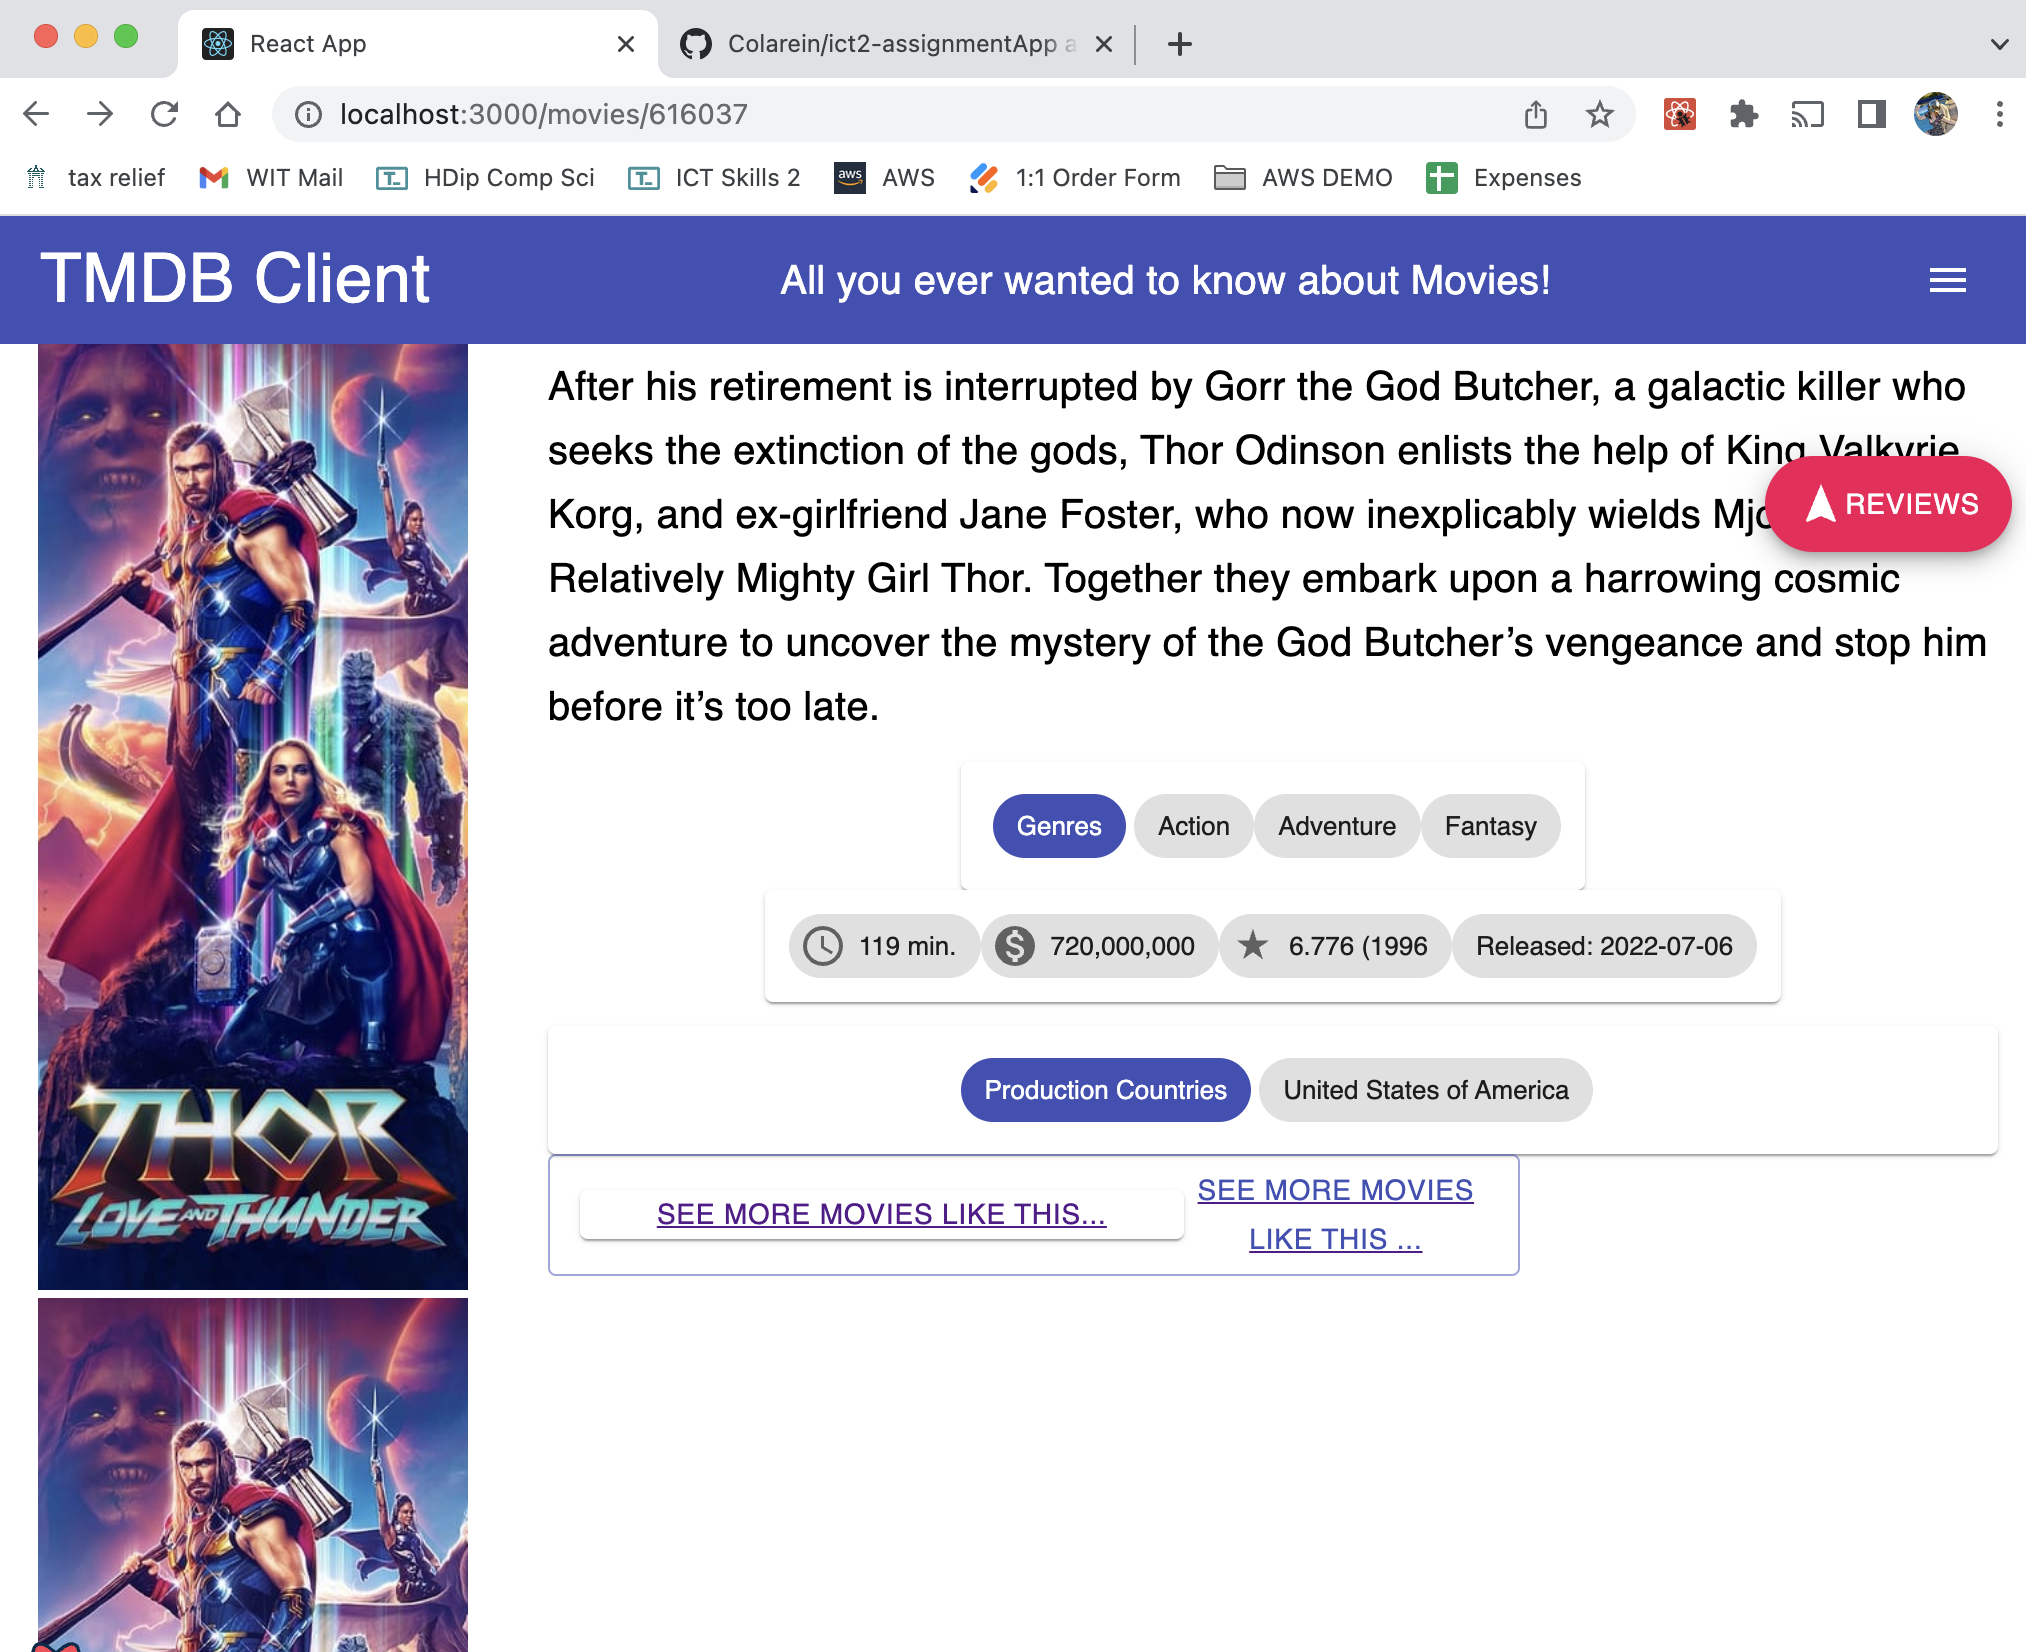 React App
Colarein/ict2-assignmentApp a
localhost:3000/movies/616037
tax relief
WIT Mail
HDip Comp Sci
ICT Skills 2
aws
AWS
1:1 Order Form
AWS DEMO
Expenses
TMDB Client
All you ever wanted to know about Movies!
After his retirement is interrupted by Gorr the God Butcher, a galactic killer who
seeks the extinction of the gods, Thor Odinson enlists the help of King Valkyrie,
Korg, and ex-girlfriend Jane Foster, who now inexplicably wields
REVIEWS
Relatively Mighty Girl Thor. Together they embark upon a harrowing cosmic
adventure to uncover the mystery of the God Butcher’s vengeance and stop him
before it’s too late.
Genres
Action
Adventure
Fantasy
119 min.
720,000,000
6.776 (1996
Released: 2022-07-06
Production Countries
United States of America
SEE MORE MOVIES LIKE THIS...
SEE MORE MOVIES
LIKE THIS ...
THOR
LOVE AND THUNDER